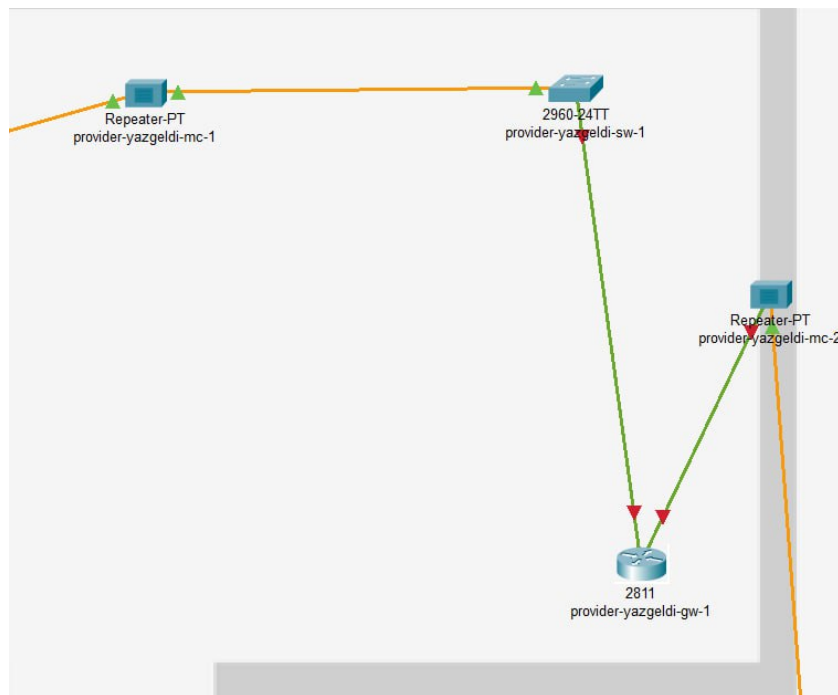 Repeater-PT
provider-yazgeldi-mc-1
2960-24TT
provider-yazgeldi-sw-1
Repeater-PT
provider-yazgeldi-mc-2
2811
provider-yazgeldi-gw-1